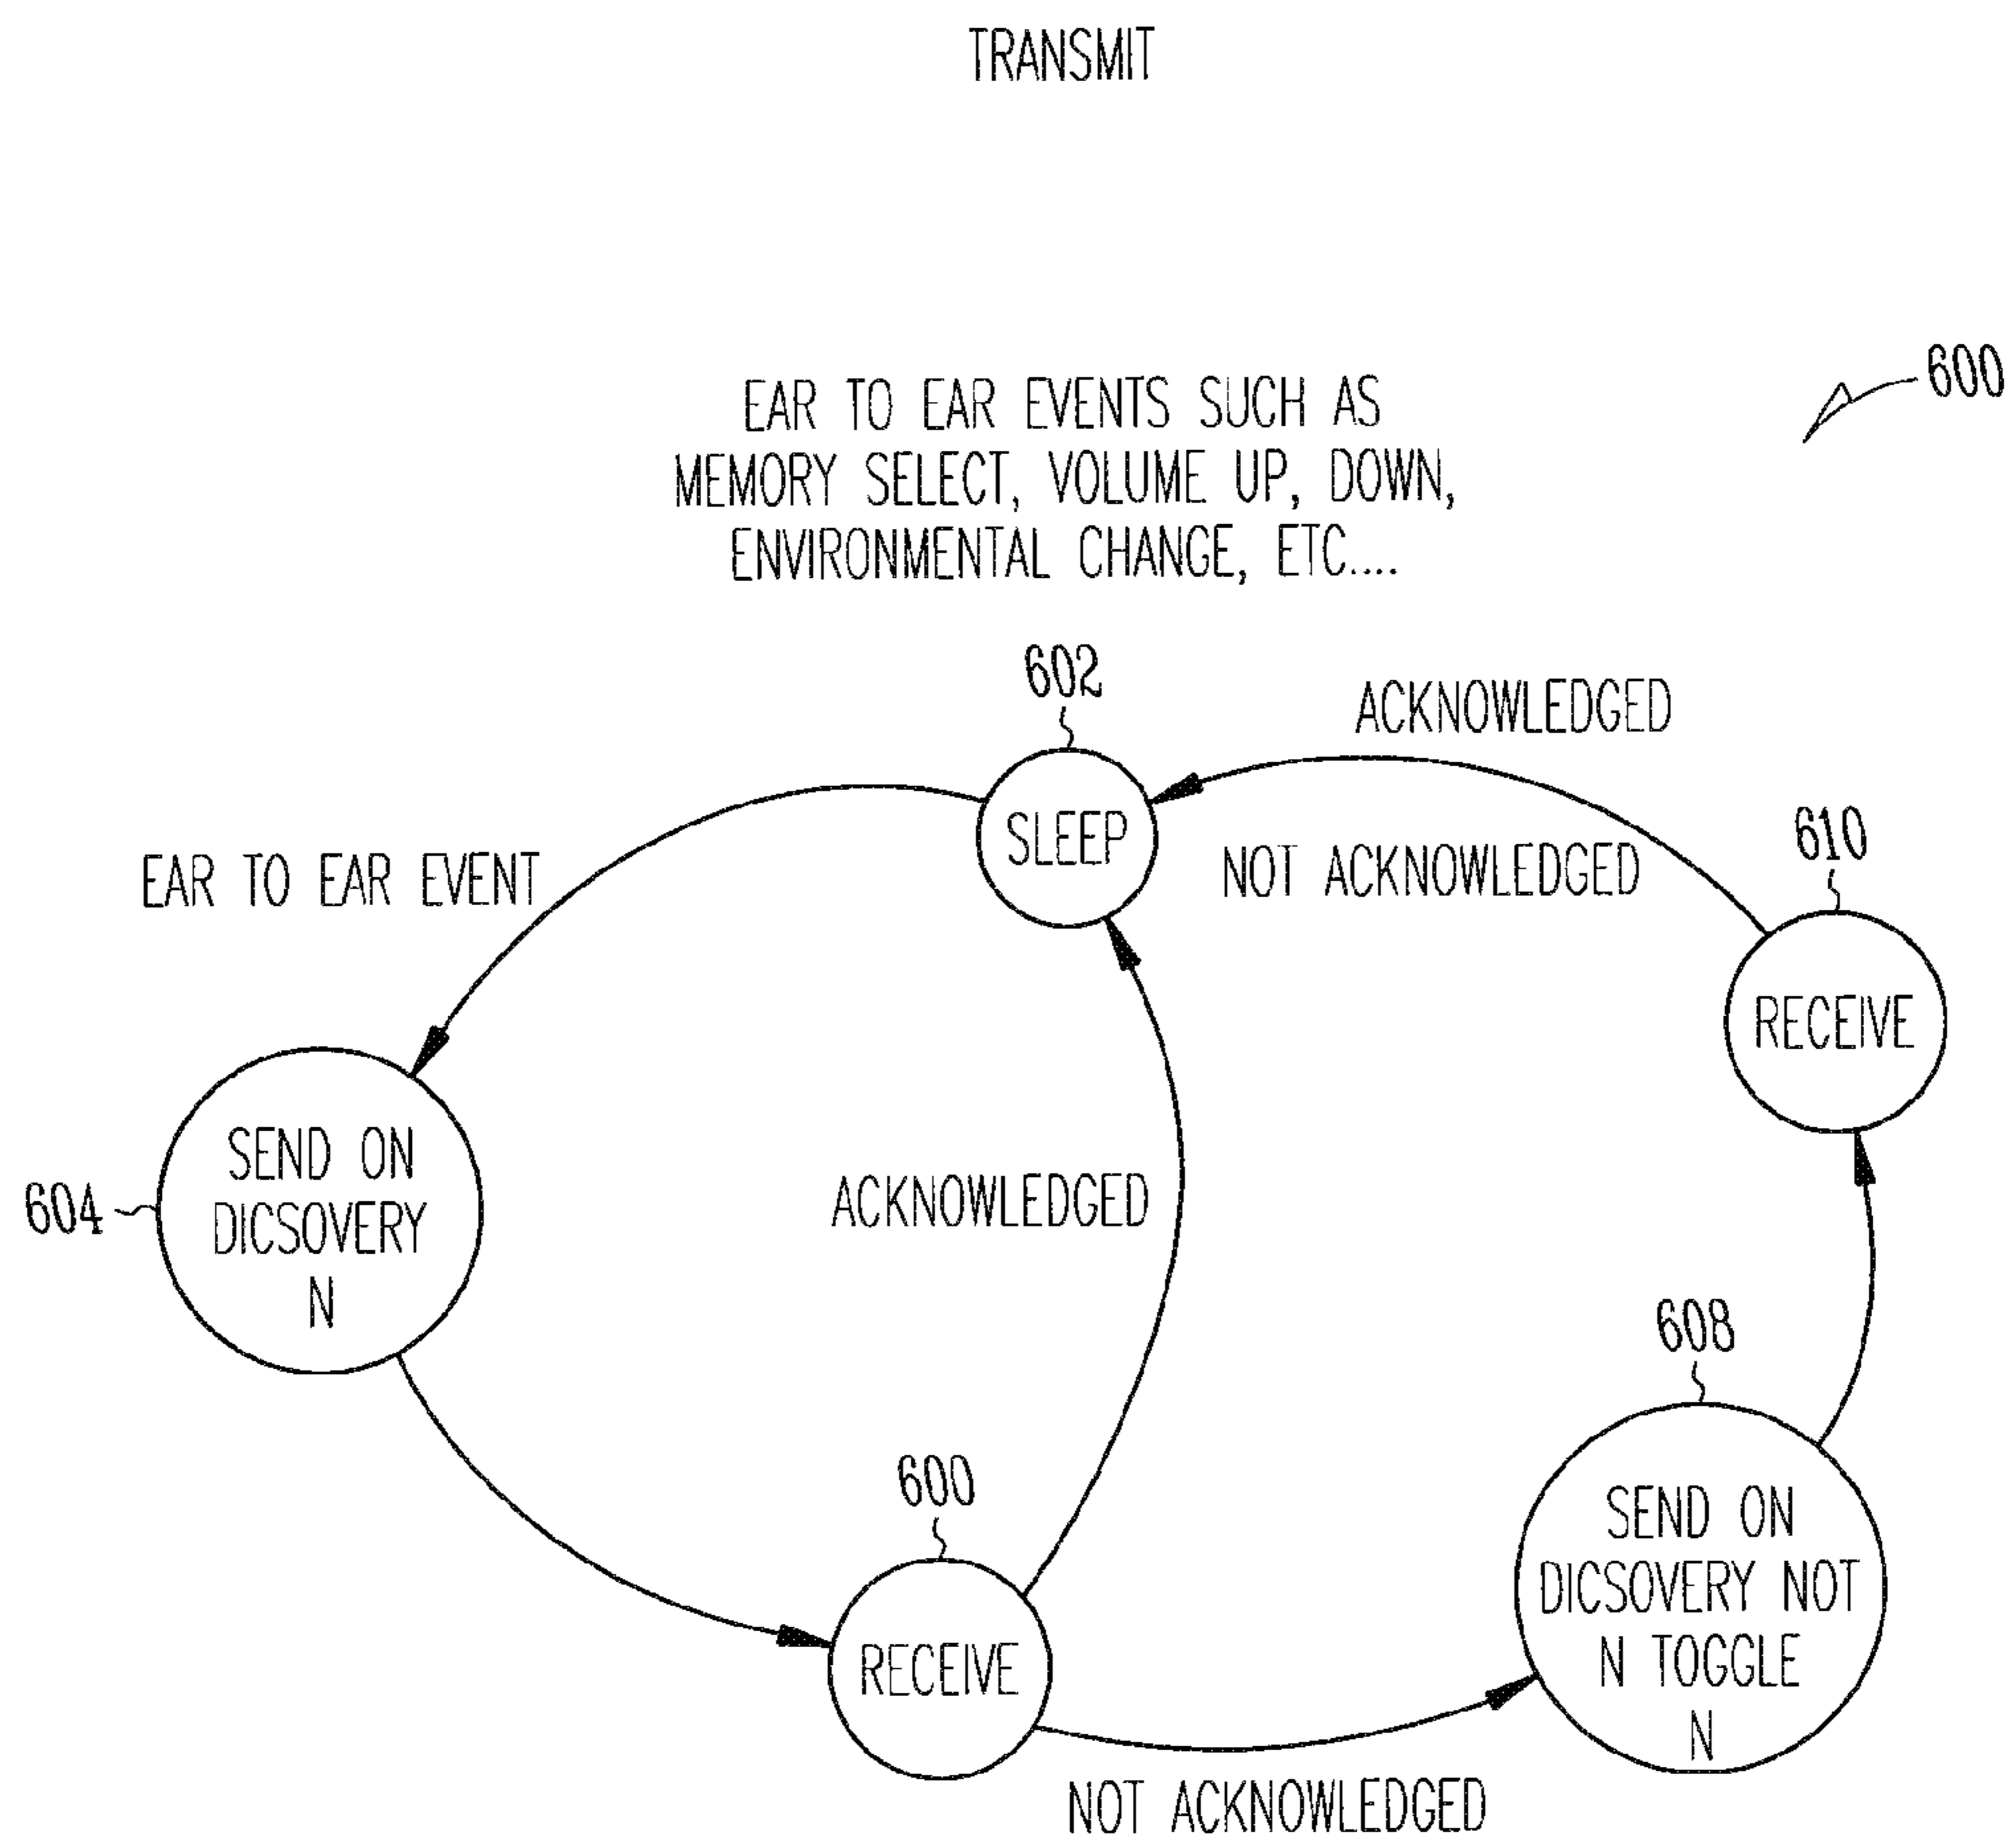 TRANSMIT
600
EAR TO EAR EVENTS SUCH AS
MEMORY SELECT, VOLUME UP, DOWN,
ENVIRONMENTAL CHANGE, ETC....
602
ACKNOWLEDGED
SLEEP
NOT ACKNOWLEDGED
610
EAR TO EAR EVENT
RECEIVE
604
SEND ON
DICSOVERY
N
ACKNOWLEDGED
608
600
SEND ON
DICSOVERY NOT
N TOGGLE
N
RECEIVE
NOT ACKNOWLEDGED